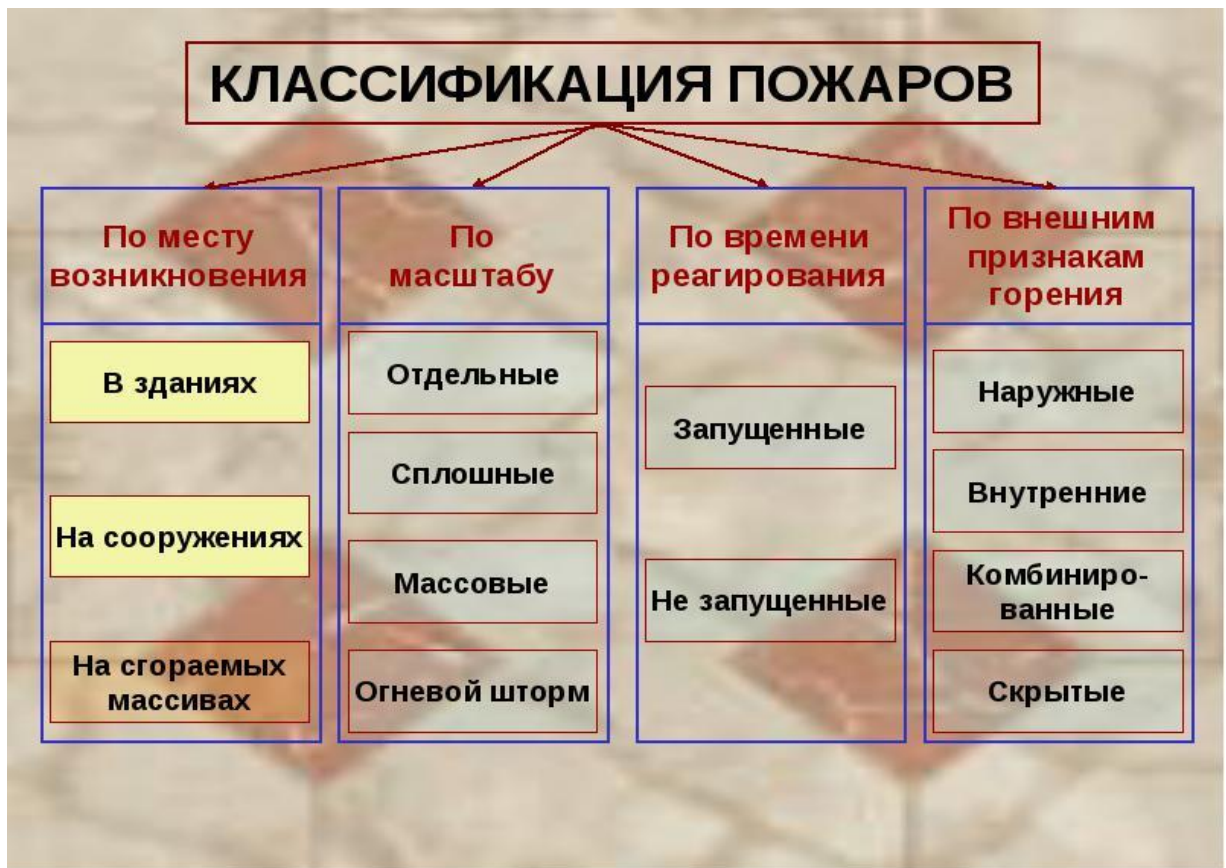 КЛАССИФИКАЦИЯ ПОЖАРОВ
По месту
возникновения
В зданиях
На сооружениях
На сгораемых
массивах
По
масштабу
Отдельные
Сплошные
Массовые
Огневой шторм
По времени
реагирования
Запущенные
Не запущенные
По внешним
признакам
горения
Наружные
Внутренние
Комбиниро-
ванные
Скрытые